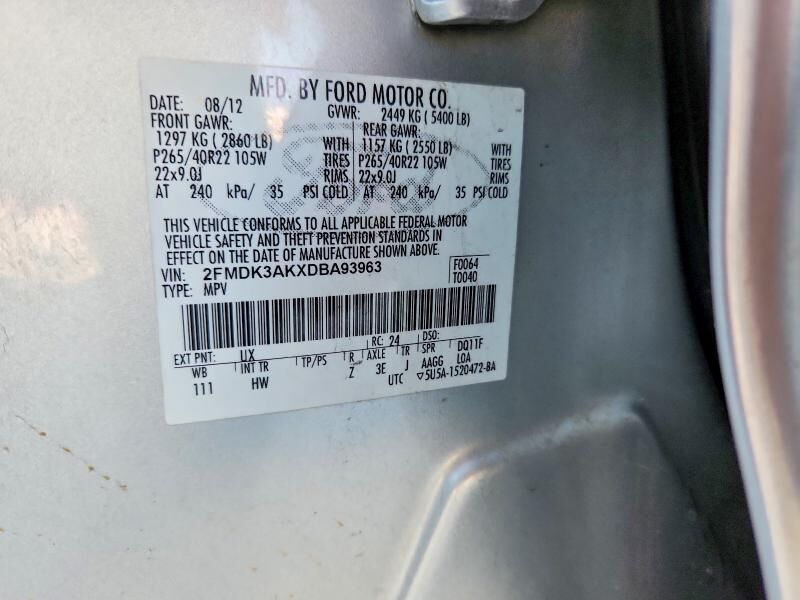 MFD. BY FORD MOTOR CO.
DATE: 08/12 GVWR: 2449 KG ( 5400 LB)
FRONT GAWR: REAR GAWR:
1297 KG ( 2860 LB) WITH 1157 KG ( 2550 LB) WITH
P265/40R22 105W TIRES P265/40R22 105W TIRES
22x9.0J RIMS 22x9.0J RIMS
AT 240 kPa/ 35 PSI COLD AT 240 kPa/ 35 PSI COLD
Ford
THIS VEHICLE CONFORMS TO ALL APPLICABLE FEDERAL MOTOR
VEHICLE SAFETY AND THEFT PREVENTION STANDARDS IN
EFFECT ON THE DATE OF MANUFACTURE SHOWN ABOVE.
VIN: 2FMDK3AKXDBA93963 F0064
TYPE: MPV T0040
EXT PNT: UX RC: 24 DSO:
WB INT TR TP/PS R AXLE TR SPR DQ11F
111 HW Z 3E J AAGG LOA
UTC ▽5U5A-1520472-BA